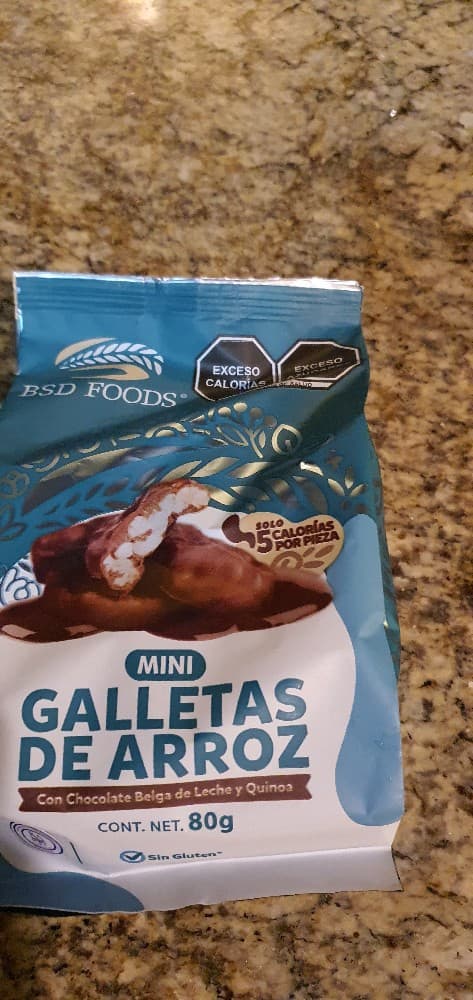 BSD FOODS®
EXCESO
CALORÍAS
EXCESO
SOLO
5 CALORÍAS
POR PIEZA
MINI
GALLETAS
DE ARROZ
Con Chocolate Belga de Leche y Quinoa
CONT. NET. 80g
Sin Gluten